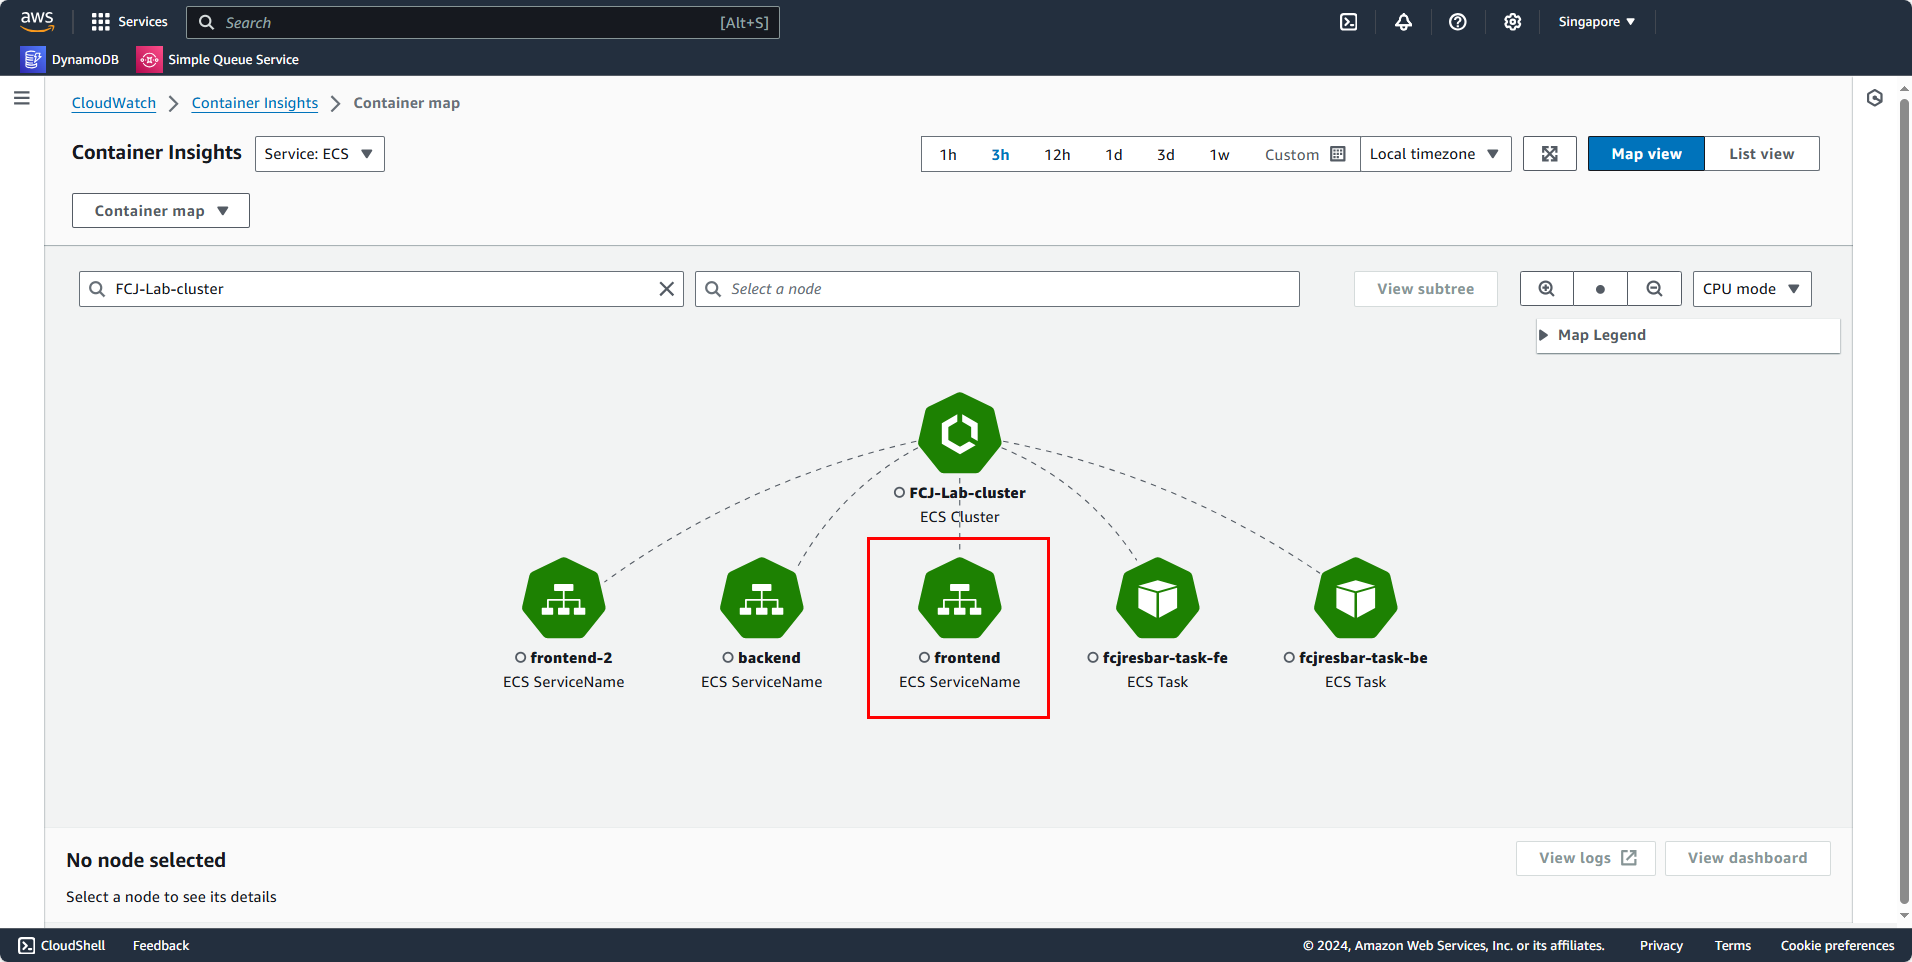 aws
Services
Search
[Alt+S]
Singapore
DynamoDB
Simple Queue Service
CloudWatch
Container Insights
Container map
Container Insights
Service: ECS
1h
3h
12h
1d
3d
1w
Custom
Local timezone
Map view
List view
Container map
FCJ-Lab-cluster
Select a node
View subtree
CPU mode
Map Legend
FCJ-Lab-cluster
ECS Cluster
frontend-2
ECS ServiceName
backend
ECS ServiceName
frontend
ECS ServiceName
fcjresbar-task-fe
ECS Task
fcjresbar-task-be
ECS Task
No node selected
View logs
View dashboard
Select a node to see its details
CloudShell
Feedback
© 2024, Amazon Web Services, Inc. or its affiliates.
Privacy
Terms
Cookie preferences